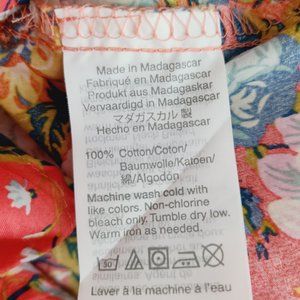 Made in Madagascar
Fabriqué en Madagascar
Produkt aus Madagaskar
Vervaardigd in Madagascar
マダガスカル 製
Hecho en Madagascar
100% Cotton/Coton/
Baumwolle/Katoen/
綿/Algodón
Machine wash cold with
like colors. Non-chlorine
bleach only. Tumble dry low.
Warm iron as needed.
Laver à la machine à l'eau